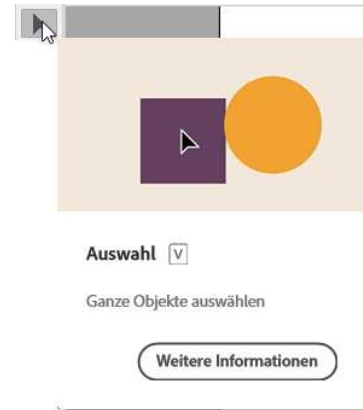 Auswahl V
Ganze Objekte auswählen
Weitere Informationen